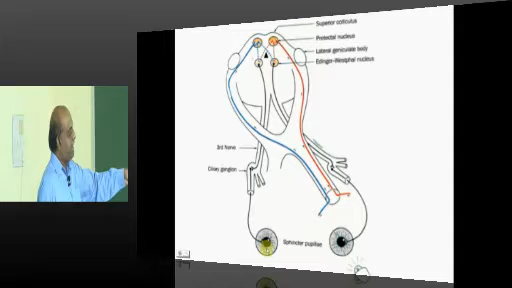 Superior colliculus
Pretectal nucleus
Lateral geniculate body
Edinger-Westphal nucleus
3rd Nerve
Ciliary ganglion
Sphincter pupillae